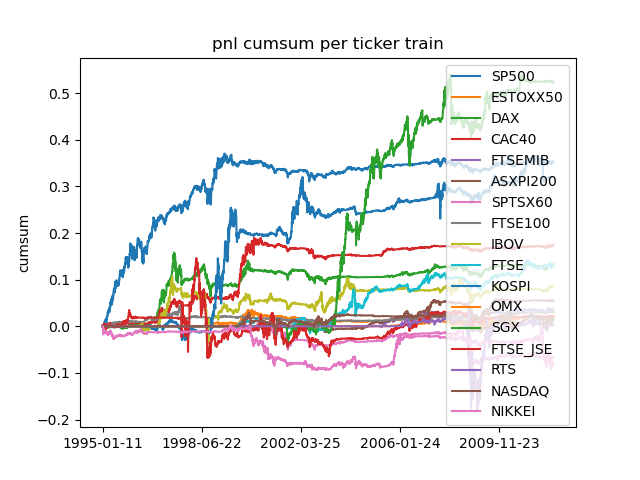 pnl cumsum per ticker train
cumsum
0.5
0.4
0.3
0.2
0.1
0.0
−0.1
−0.2
1995-01-11
1998-06-22
2002-03-25
2006-01-24
2009-11-23
SP500
ESTOXX50
DAX
CAC40
FTSEMIB
ASXPI200
SPTSX60
FTSE100
IBOV
FTSE
KOSPI
OMX
SGX
FTSE_JSE
RTS
NASDAQ
NIKKEI